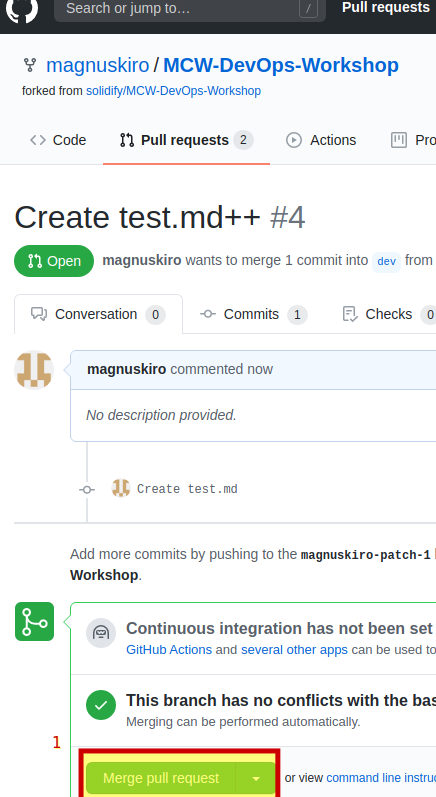 Search or jump to… /
Pull requests
magnuskiro / MCW-DevOps-Workshop
forked from solidify/MCW-DevOps-Workshop
Code
Pull requests 2
Actions
Pro
Create test.md++ #4
Open
magnuskiro wants to merge 1 commit into dev from
Conversation 0
Commits 1
Checks 0
magnuskiro commented now
No description provided.
Create test.md
Add more commits by pushing to the magnuskiro-patch-1
Workshop.
Continuous integration has not been set
GitHub Actions and several other apps can be used to
This branch has no conflicts with the bas
Merging can be performed automatically.
1
Merge pull request
or view command line instruc